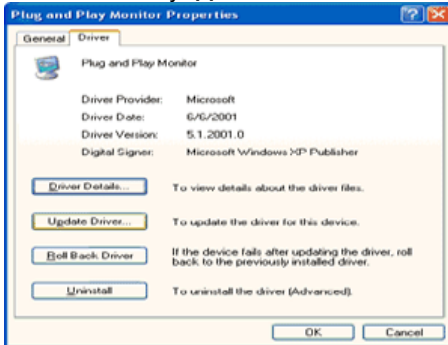 Plug and Play Monitor Properties
General Driver
Plug and Play Monitor
Driver Provider: Microsoft
Driver Date: 6/6/2001
Driver Version: 5.1.2001.0
Digital Signer: Microsoft Windows XP Publisher
Driver Details... To view details about the driver files.
Update Driver... To update the driver for this device.
Roll Back Driver If the device fails after updating the driver, roll
back to the previously installed driver.
Uninstall To uninstall the driver (Advanced).
OK Cancel